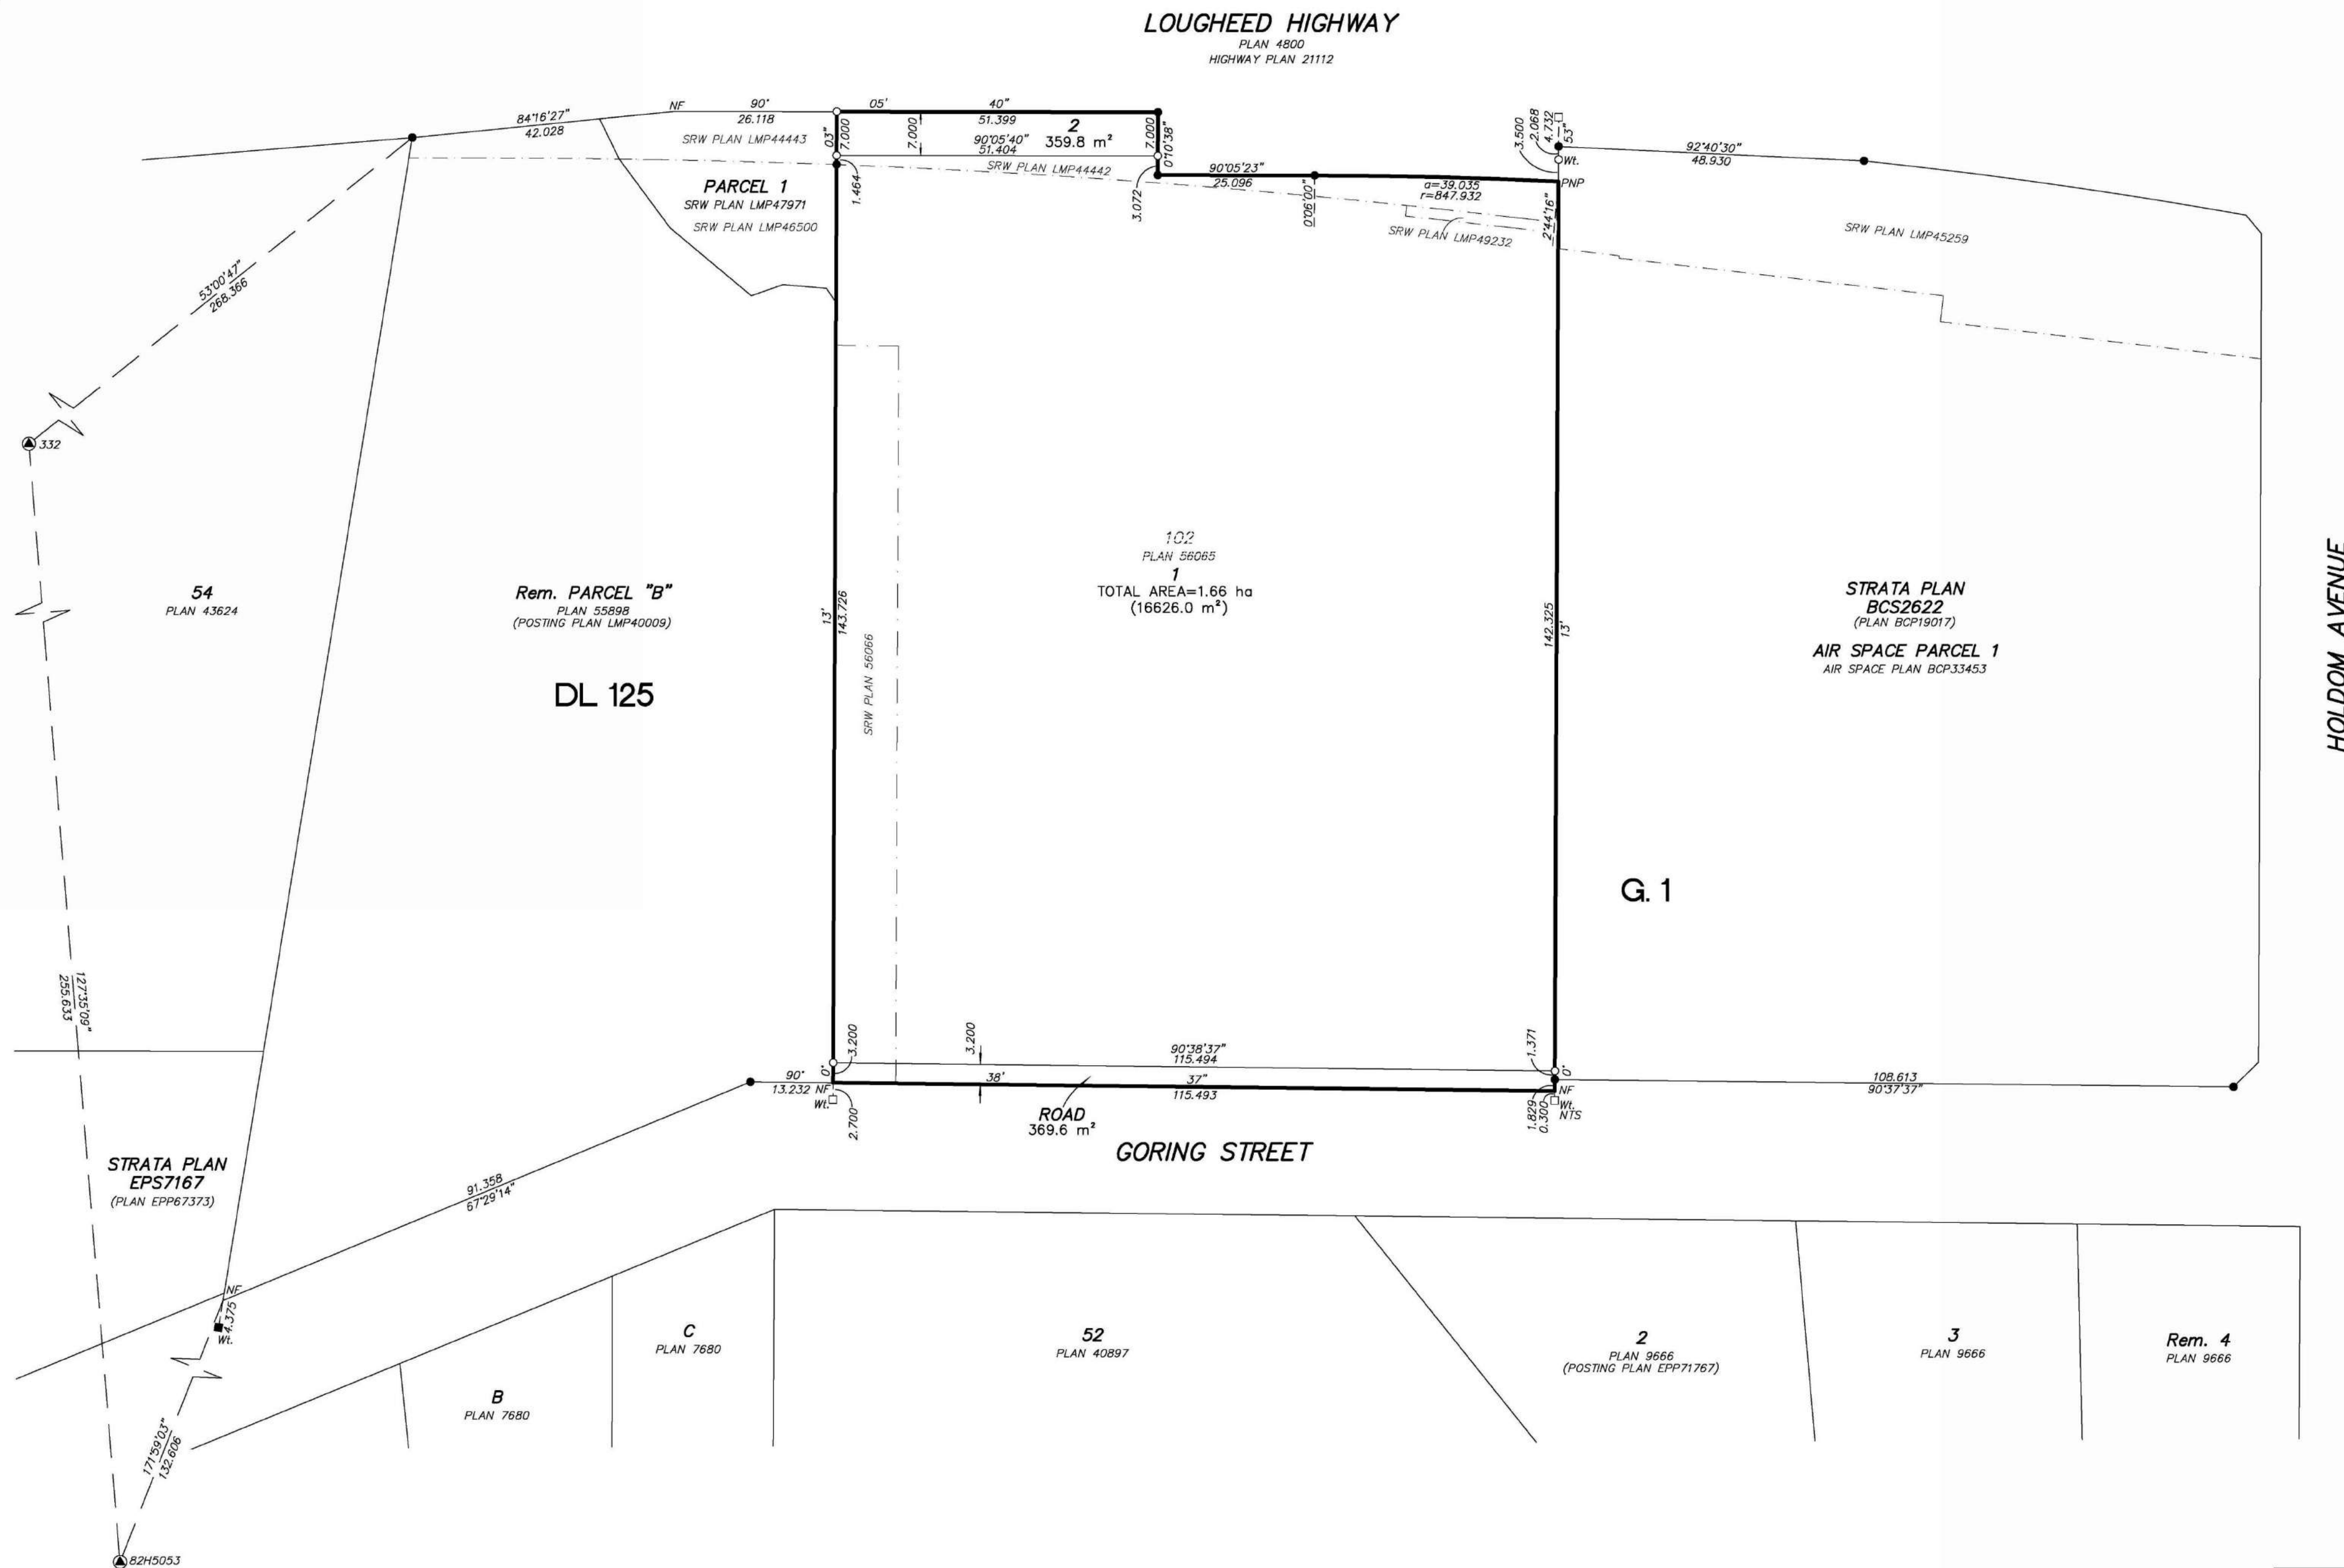 LOUGHEED HIGHWAY
PLAN 4800
HIGHWAY PLAN 21112
84°16'27"
42.028
NF
90°
26.118
05'
40"
51.399
SRW PLAN LMP44443
03"
7.000
7.000
2
359.8 m²
90°05'40"
51.404
7.000
0°10'38"
SRW PLAN LMP44442
1.464
3.072
90°05'23"
25.096
0°06'00"
a=39.035
r=847.932
3.500
2.068
4.732
53"
Wt.
PNP
2°44'16"
92°40'30"
48.930
SRW PLAN LMP49232
SRW PLAN LMP45259
PARCEL 1
SRW PLAN LMP47971
SRW PLAN LMP46500
53°00'47"
268.366
332
54
PLAN 43624
Rem. PARCEL "B"
PLAN 55898
(POSTING PLAN LMP40009)
DL 125
13'
143.726
SRW PLAN 56066
102
PLAN 56065
1
TOTAL AREA=1.66 ha
(16626.0 m²)
142.325
13'
STRATA PLAN
BCS2622
(PLAN BCP19017)
AIR SPACE PARCEL 1
AIR SPACE PLAN BCP33453
HOLDOM AVENUE
G. 1
127°35'09"
255.633
3.200
0'
3.200
90°38'37"
115.494
1.371
0'
90°
13.232
NF
Wt.
2.700
38'
37"
115.493
ROAD
369.6 m²
1.829
0.300
NF
Wt.
NTS
108.613
90°37'37"
GORING STREET
STRATA PLAN
EPS7167
(PLAN EPP67373)
91.358
67°29'14"
NF
4.375
Wt.
C
PLAN 7680
B
PLAN 7680
52
PLAN 40897
2
PLAN 9666
(POSTING PLAN EPP71767)
3
PLAN 9666
Rem. 4
PLAN 9666
171°59'03"
132.606
82H5053